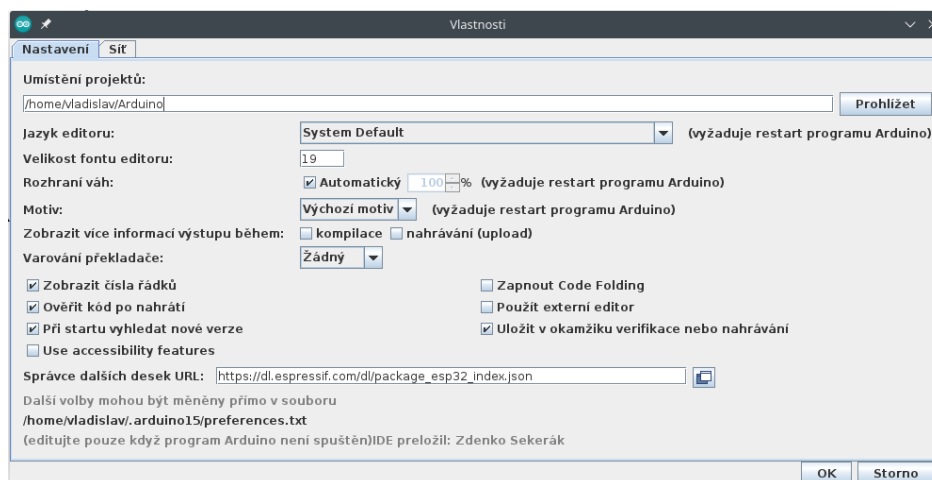 Vlastnosti
Nastavení Síť
Umístění projektů:
/home/vladislav/Arduino Prohlížet
Jazyk editoru: System Default (vyžaduje restart programu Arduino)
Velikost fontu editoru: 19
Rozhraní váh: Automatický 100 % (vyžaduje restart programu Arduino)
Motiv: Výchozí motiv (vyžaduje restart programu Arduino)
Zobrazit více informací výstupu během: kompilace nahrávání (upload)
Varování překladače: Žádný
Zobrazit čísla řádků Zapnout Code Folding
Ověřit kód po nahrátí Použít externí editor
Při startu vyhledat nové verze Uložit v okamžiku verifikace nebo nahrávání
Use accessibility features
Správce dalších desek URL: https://dl.espressif.com/dl/package_esp32_index.json
Další volby mohou být měněny přímo v souboru
/home/vladislav/.arduino15/preferences.txt
(editujte pouze když program Arduino není spuštěn)IDE preložil: Zdenko Sekerák
OK Storno